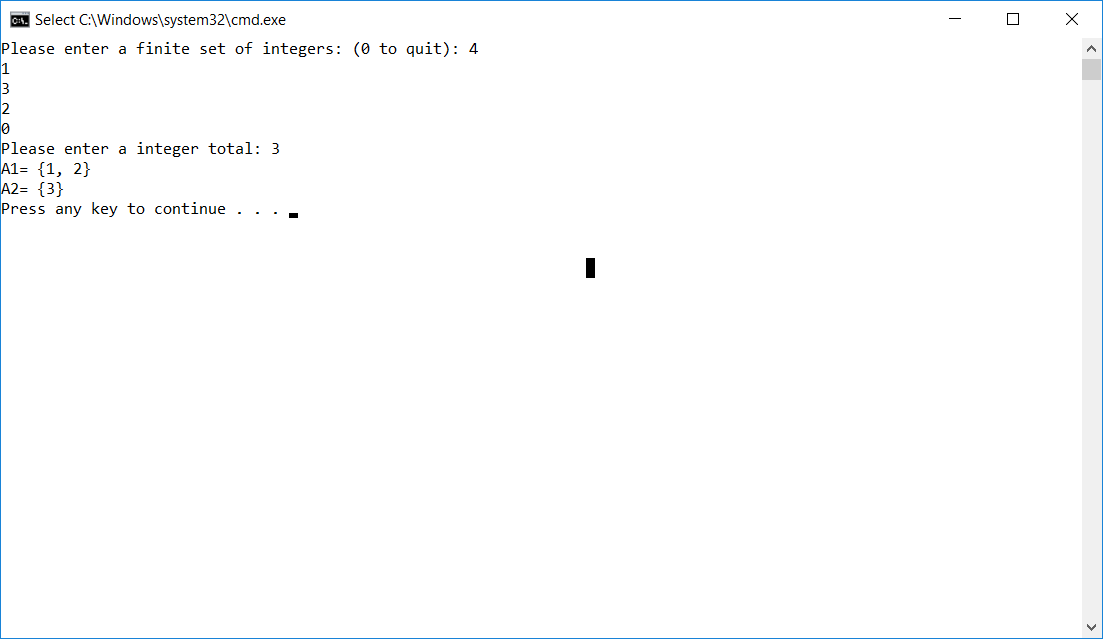 Select C:\Windows\system32\cmd.exe
Please enter a finite set of integers: (0 to quit): 4
1
3
2
0
Please enter a integer total: 3
A1= {1, 2}
A2= {3}
Press any key to continue . . .